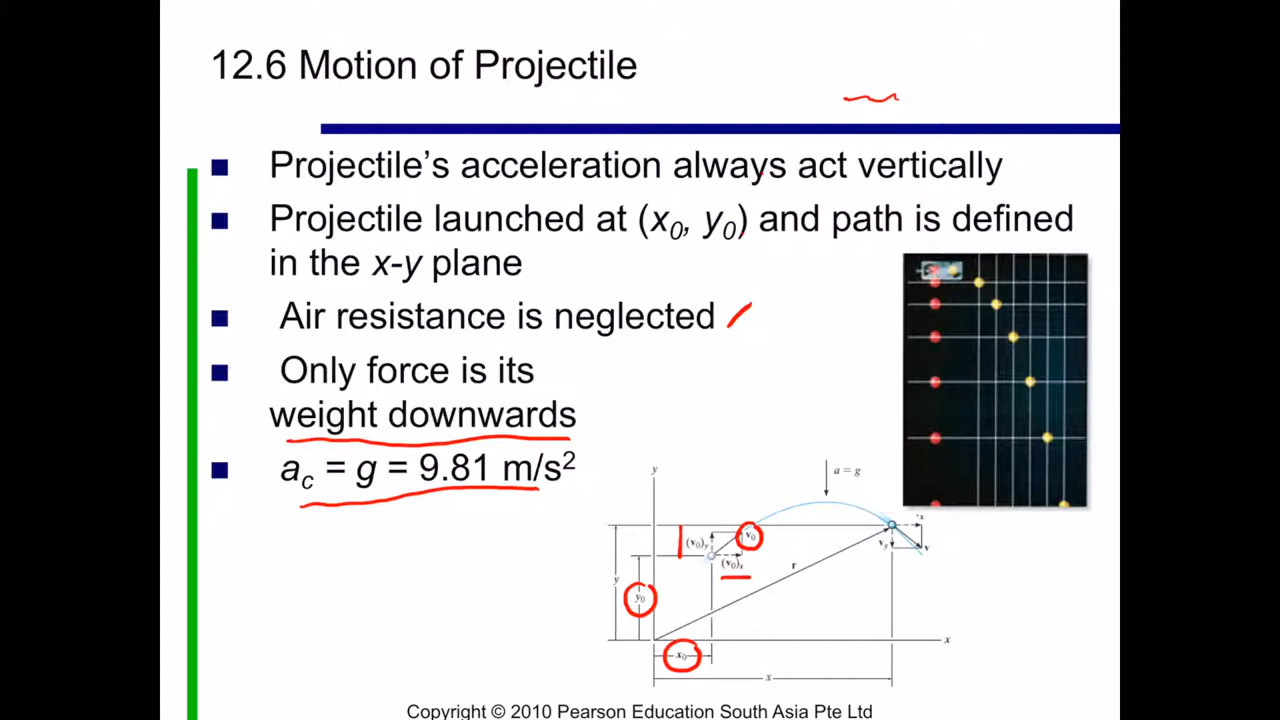 12.6 Motion of Projectile
Projectile's acceleration always act vertically
Projectile launched at (x₀, y₀) and path is defined
in the x-y plane
Air resistance is neglected
Only force is its
weight downwards
a_c = g = 9.81 m/s²
y
a = g
(v₀)y
v₀
x
(v₀)x
vy
v
r
y
y₀
x
x₀
x
Copyright © 2010 Pearson Education South Asia Pte Ltd